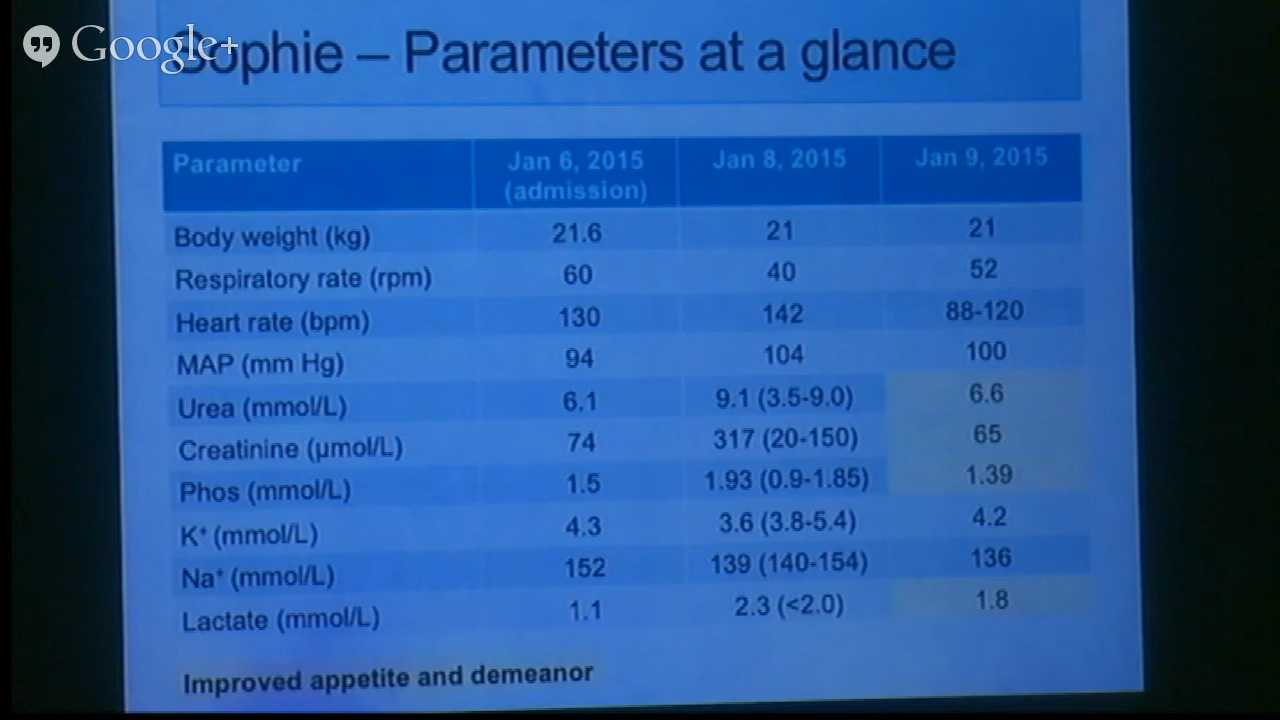 Google+
Sophie – Parameters at a glance
Parameter Jan 6, 2015 (admission) Jan 8, 2015 Jan 9, 2015
Body weight (kg) 21.6 21 21
Respiratory rate (rpm) 60 40 52
Heart rate (bpm) 130 142 88-120
MAP (mm Hg) 94 104 100
Urea (mmol/L) 6.1 9.1 (3.5-9.0) 6.6
Creatinine (µmol/L) 74 317 (20-150) 65
Phos (mmol/L) 1.5 1.93 (0.9-1.85) 1.39
K⁺ (mmol/L) 4.3 3.6 (3.8-5.4) 4.2
Na⁺ (mmol/L) 152 139 (140-154) 136
Lactate (mmol/L) 1.1 2.3 (<2.0) 1.8
Improved appetite and demeanor